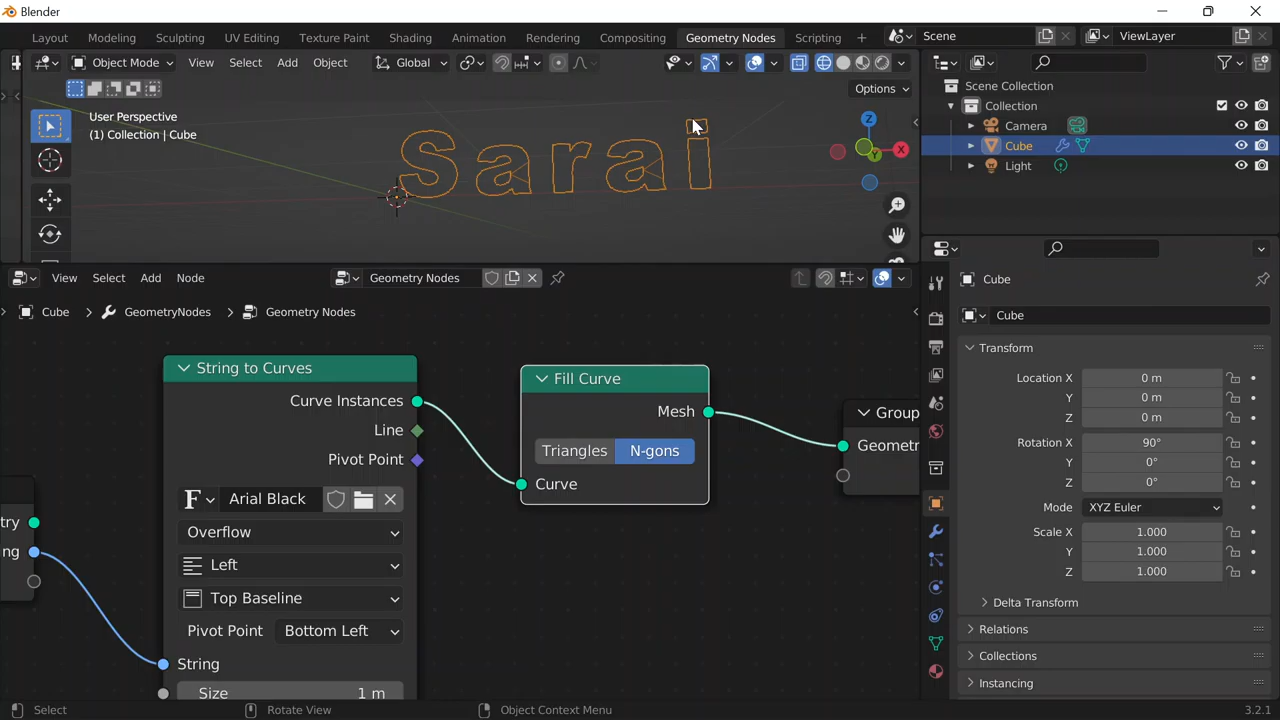 Blender
Layout Modeling Sculpting UV Editing Texture Paint Shading Animation Rendering Compositing Geometry Nodes Scripting + Scene ViewLayer
Object Mode View Select Add Object Global
Options
User Perspective
(1) Collection | Cube
Sarai
Z
X
Y
Scene Collection
Collection
Camera
Cube
Light
View Select Add Node Geometry Nodes
Cube > GeometryNodes > Geometry Nodes
String to Curves
Curve Instances
Line
Pivot Point
F Arial Black
Overflow
Left
Top Baseline
Pivot Point Bottom Left
String
Size 1 m
try
ng
Fill Curve
Mesh
Triangles N-gons
Curve
Group
Geometr
Cube
Cube
Transform
Location X 0 m
Y 0 m
Z 0 m
Rotation X 90°
Y 0°
Z 0°
Mode XYZ Euler
Scale X 1.000
Y 1.000
Z 1.000
Delta Transform
Relations
Collections
Instancing
Select Rotate View Object Context Menu 3.2.1